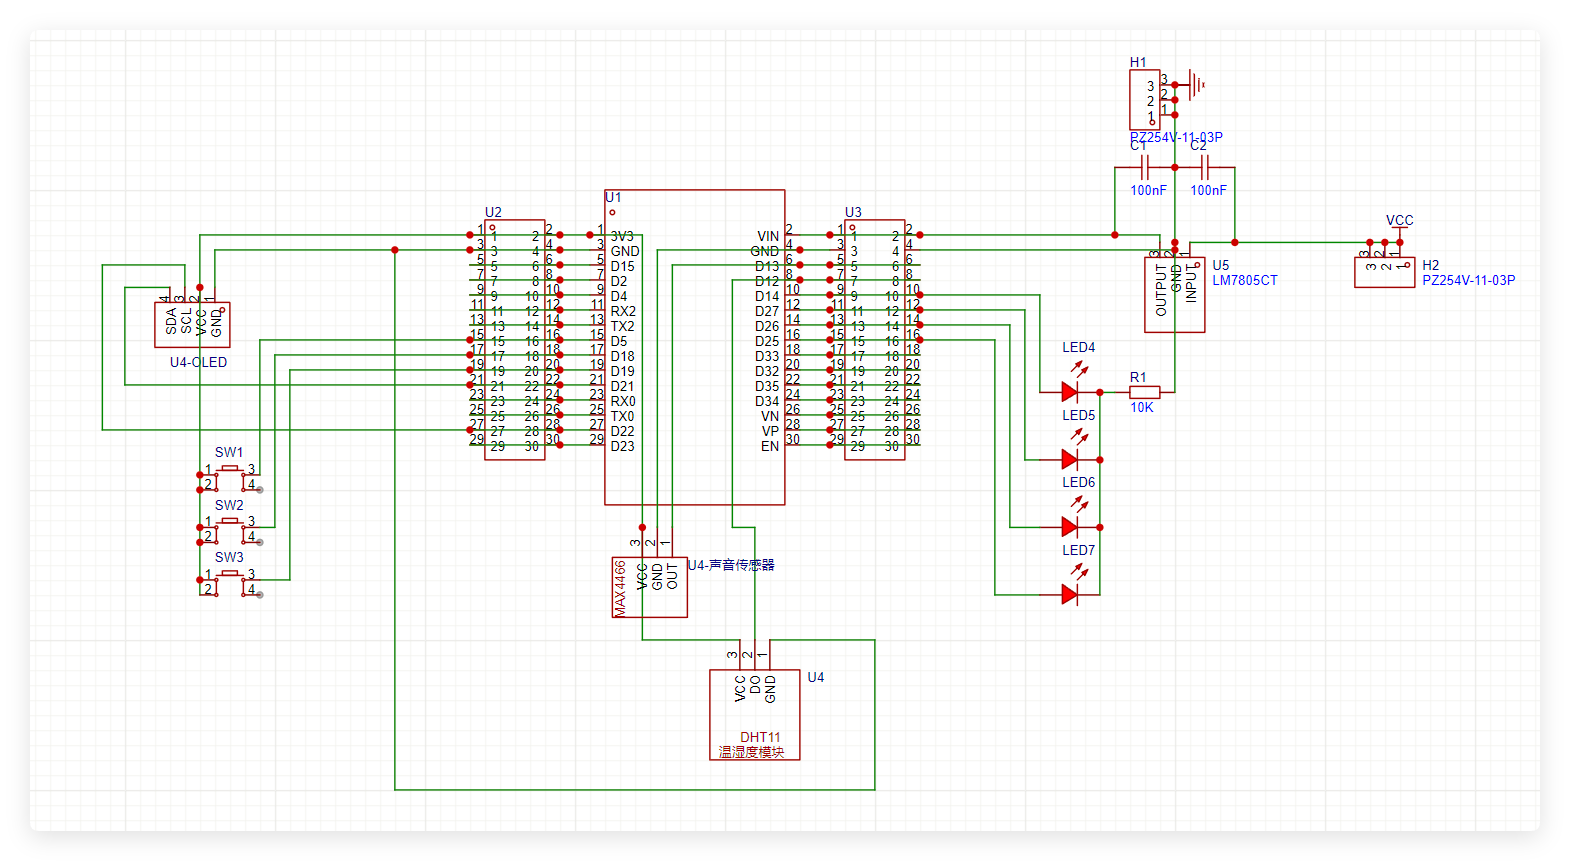 H1
3
3
2
2
1
1
PZ254V-11-03P
C1
C2
100nF
100nF
VCC
3
2
1
3
2
1
H2
PZ254V-11-03P
3
2
1
OUTPUT
GND
INPUT
U5
LM7805CT
U1
1 3V3 VIN 2
3 GND GND 4
5 D15 D13 6
7 D2 D12 8
9 D4 D14 10
11 RX2 D27 12
13 TX2 D26 14
15 D5 D25 16
17 D18 D33 18
19 D19 D32 20
21 D21 D35 22
23 RX0 D34 24
25 TX0 VN 26
27 D22 VP 28
29 D23 EN 30
U2
1 1 2 2
3 3 4 4
5 5 6 6
7 7 8 8
9 9 10 10
11 11 12 12
13 13 14 14
15 15 16 16
17 17 18 18
19 19 20 20
21 21 22 22
23 23 24 24
25 25 26 26
27 27 28 28
29 29 30 30
U3
1 1 2 2
3 3 4 4
5 5 6 6
7 7 8 8
9 9 10 10
11 11 12 12
13 13 14 14
15 15 16 16
17 17 18 18
19 19 20 20
21 21 22 22
23 23 24 24
25 25 26 26
27 27 28 28
29 29 30 30
4
3
2
1
SDA
SCL
VCC
GND
U4-OLED
SW1
1 3
2 4
SW2
1 3
2 4
SW3
1 3
2 4
LED4
R1
10K
LED5
LED6
LED7
3
2
1
MAX4466
VCC
GND
OUT
U4-声音传感器
3
2
1
VCC
DO
GND
U4
DHT11
温湿度模块